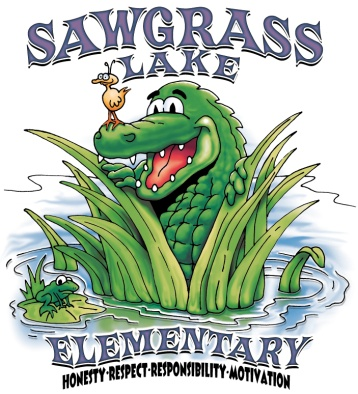 SAWGRASS
LAKE
ELEMENTARY
HONESTY·RESPECT·RESPONSIBILITY·MOTIVATION